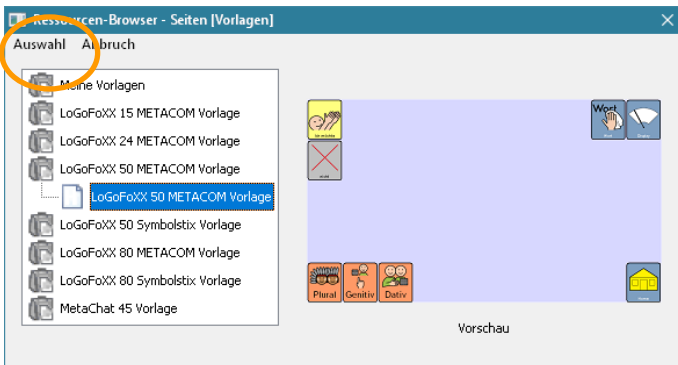 Ressourcen-Browser - Seiten [Vorlagen]
Auswahl Abbruch
Meine Vorlagen
LoGoFoXX 15 METACOM Vorlage
LoGoFoXX 24 METACOM Vorlage
LoGoFoXX 50 METACOM Vorlage
LoGoFoXX 50 METACOM Vorlage
LoGoFoXX 50 Symbolstix Vorlage
LoGoFoXX 80 METACOM Vorlage
LoGoFoXX 80 Symbolstix Vorlage
MetaChat 45 Vorlage
Wort
Plural Genitiv Dativ
Vorschau